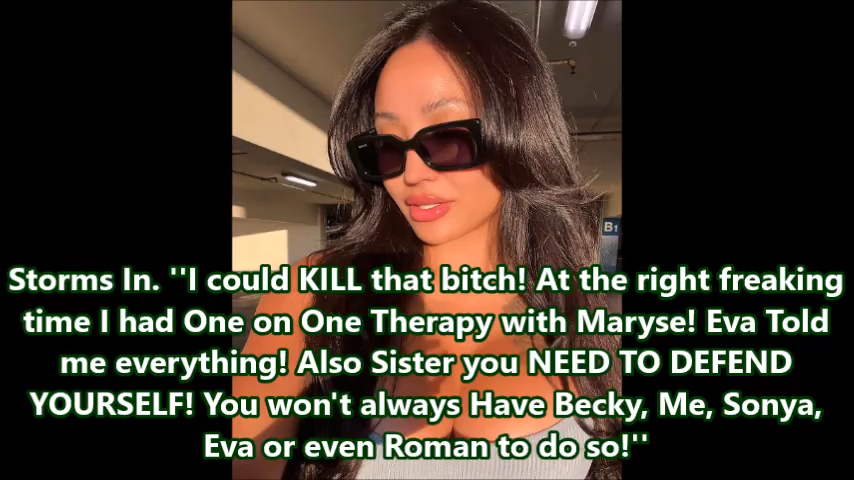 B1
Storms In. ''I could KILL that bitch! At the right freaking
time I had One on One Therapy with Maryse! Eva Told
me everything! Also Sister you NEED TO DEFEND
YOURSELF! You won't always Have Becky, Me, Sonya,
Eva or even Roman to do so!''